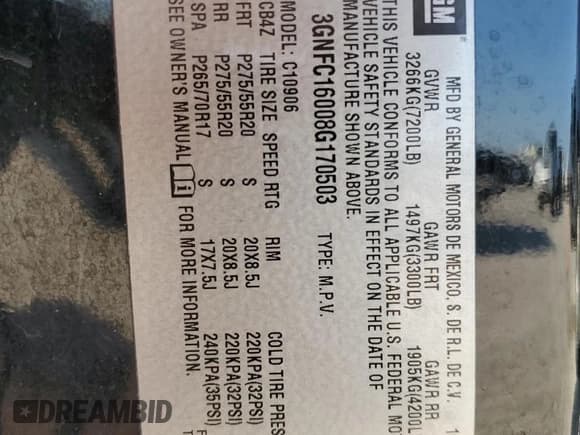 GM ®
MFD BY GENERAL MOTORS DE MEXICO, S. DE R.L. DE C.V. 1
GVWR GAWR FRT GAWR RR
3266KG(7200LB) 1497KG(3300LB) 1905KG(4200L
THIS VEHICLE CONFORMS TO ALL APPLICABLE U.S. FEDERAL MO
VEHICLE SAFETY STANDARDS IN EFFECT ON THE DATE OF
MANUFACTURE SHOWN ABOVE.
3GNFC16008G170503 TYPE: M.P.V.
MODEL: C10906
CB4Z TIRE SIZE SPEED RTG RIM COLD TIRE PRES
FRT P275/55R20 S 20X8.5J 220KPA(32PSI)
RR P275/55R20 S 20X8.5J 220KPA(32PSI)
SPA P265/70R17 S 17X7.5J 240KPA(35PSI)
SEE OWNER'S MANUAL i FOR MORE INFORMATION.
DREAMBID